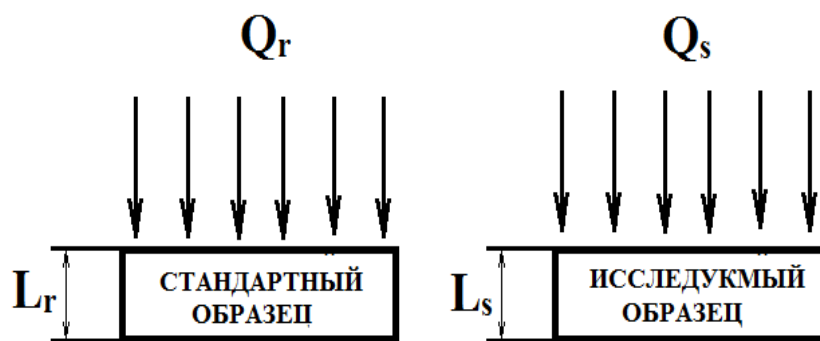 Qr
Qs
Lr
СТАНДАРТНЫЙ
ОБРАЗЕЦ
Ls
ИССЛЕДУКМЫЙ
ОБРАЗЕЦ